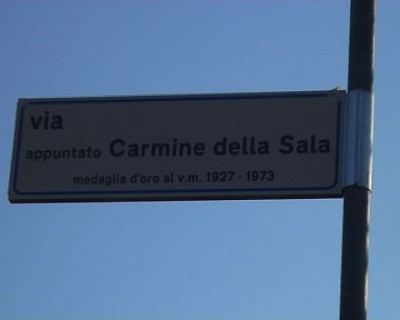 via
appuntato Carmine della Sala
medaglia d'oro al v.m. 1927 - 1973